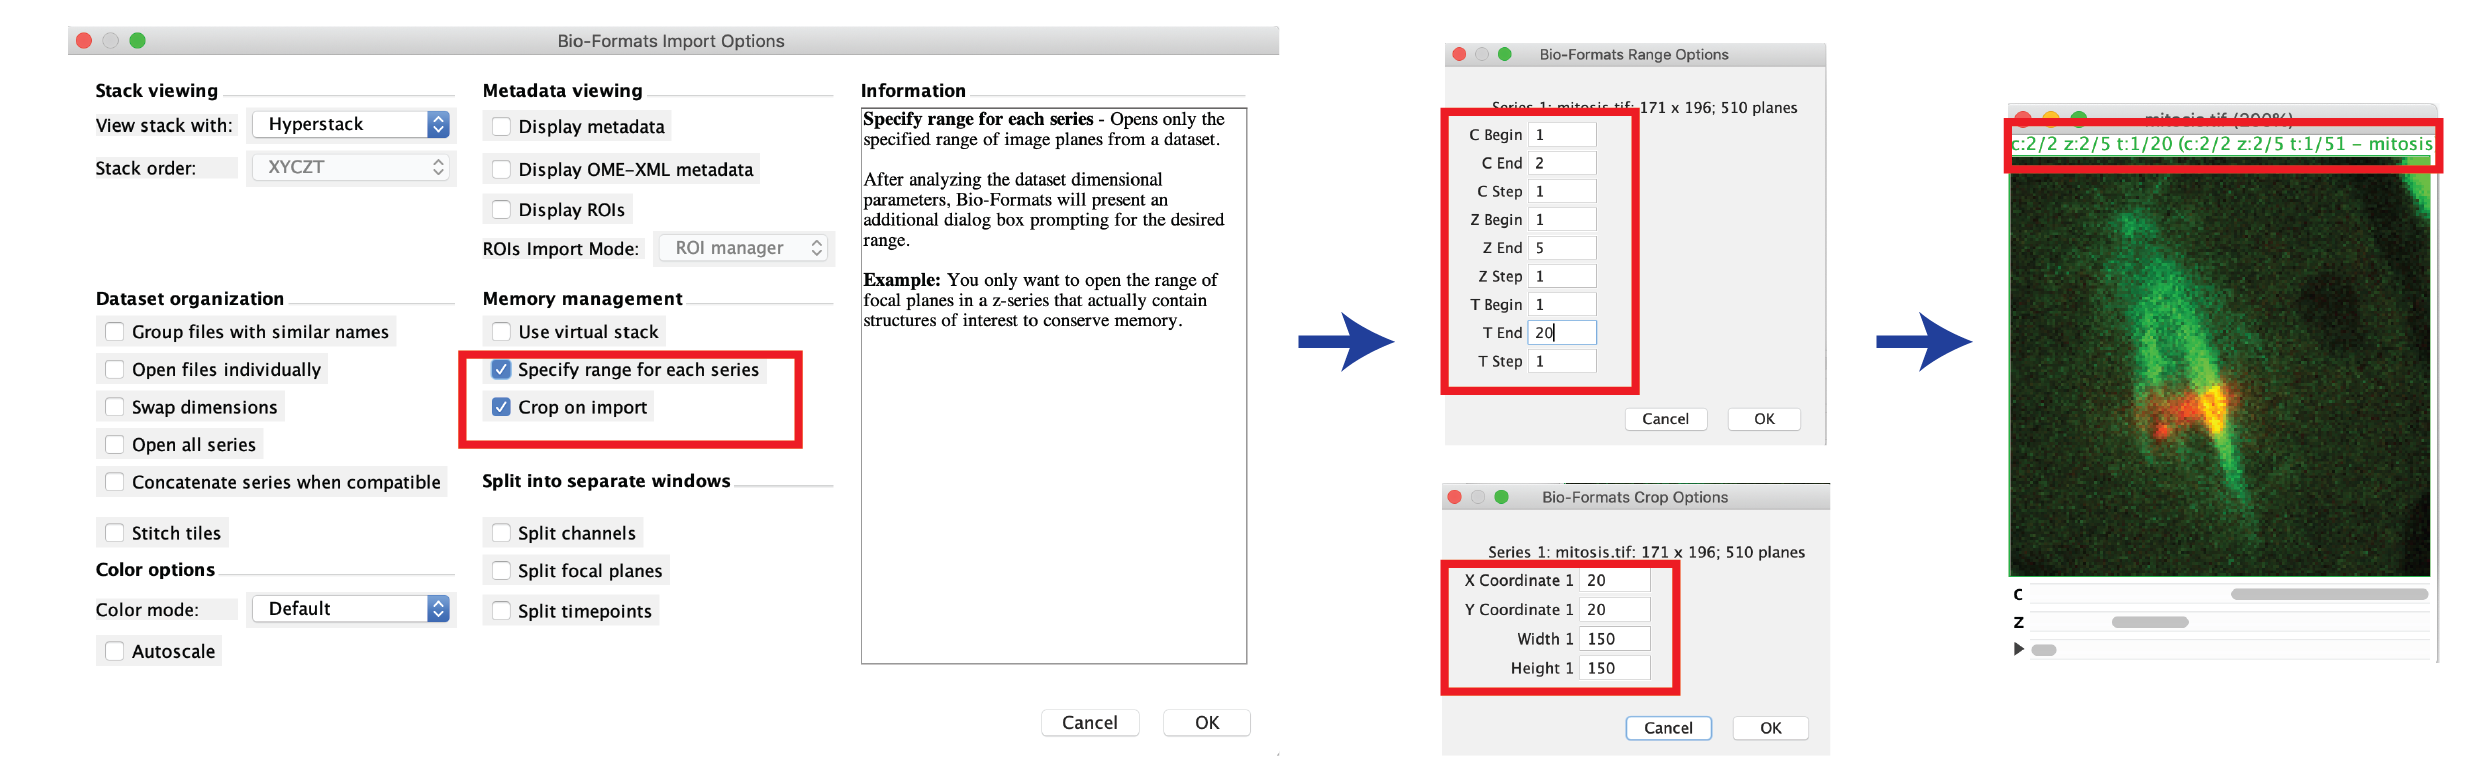 Bio-Formats Import Options
Stack viewing
View stack with: Hyperstack
Stack order: XYCZT
Dataset organization
Group files with similar names
Open files individually
Swap dimensions
Open all series
Concatenate series when compatible
Stitch tiles
Color options
Color mode: Default
Autoscale
Metadata viewing
Display metadata
Display OME-XML metadata
Display ROIs
ROIs Import Mode: ROI manager
Memory management
Use virtual stack
Specify range for each series
Crop on import
Split into separate windows
Split channels
Split focal planes
Split timepoints
Information
Specify range for each series - Opens only the
specified range of image planes from a dataset.
After analyzing the dataset dimensional
parameters, Bio-Formats will present an
additional dialog box prompting for the desired
range.
Example: You only want to open the range of
focal planes in a z-series that actually contain
structures of interest to conserve memory.
Cancel OK
Bio-Formats Range Options
Series 1: mitosis.tif: 171 x 196; 510 planes
C Begin 1
C End 2
C Step 1
Z Begin 1
Z End 5
Z Step 1
T Begin 1
T End 20
T Step 1
Cancel OK
Bio-Formats Crop Options
Series 1: mitosis.tif: 171 x 196; 510 planes
X Coordinate 1 20
Y Coordinate 1 20
Width 1 150
Height 1 150
Cancel OK
mitosis.tif (200%)
c:2/2 z:2/5 t:1/20 (c:2/2 z:2/5 t:1/51 - mitosis
C
Z